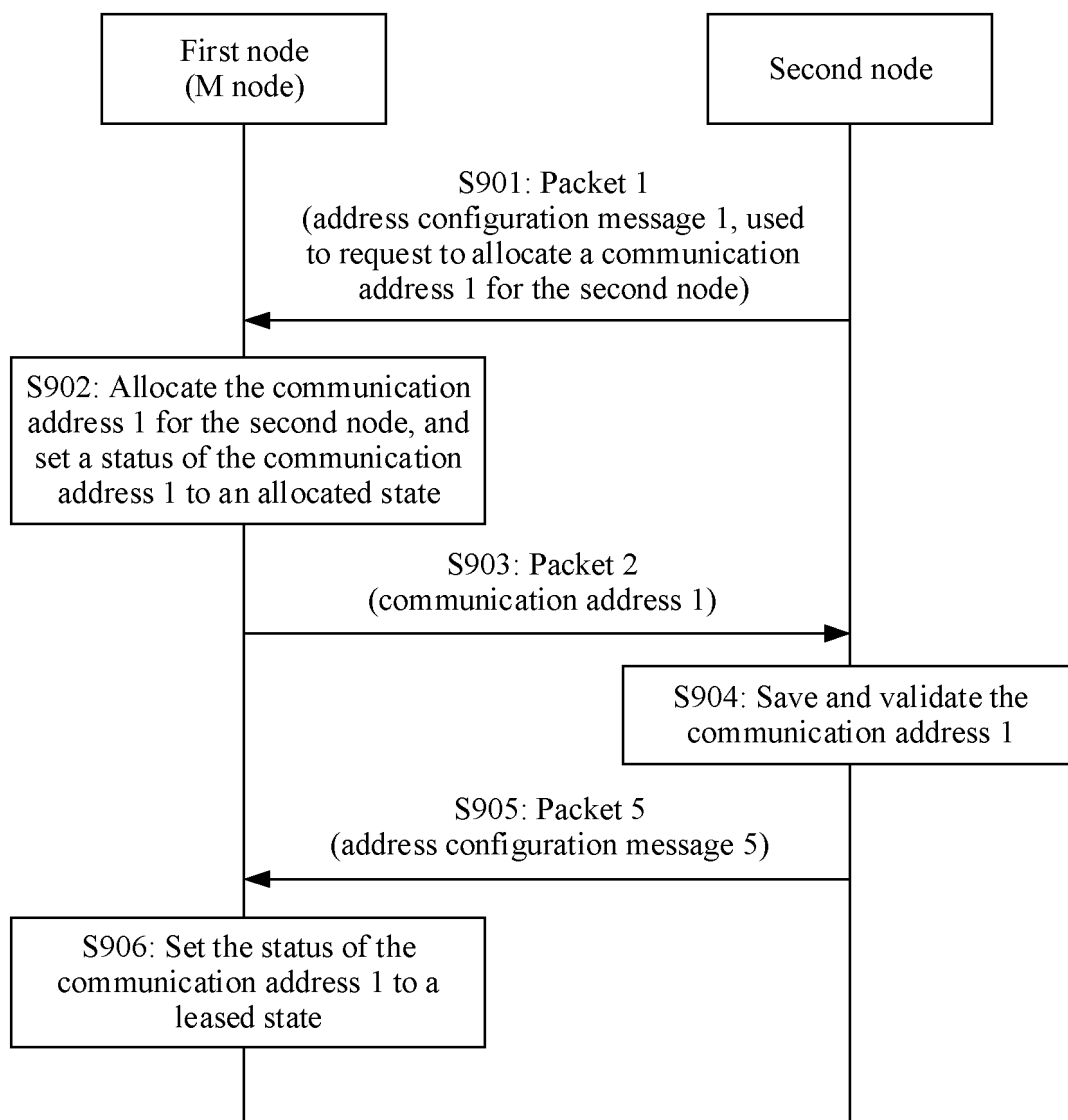 First node
(M node)
Second node
S901: Packet 1
(address configuration message 1, used
to request to allocate a communication
address 1 for the second node)
S902: Allocate the communication
address 1 for the second node, and
set a status of the communication
address 1 to an allocated state
S903: Packet 2
(communication address 1)
S904: Save and validate the
communication address 1
S905: Packet 5
(address configuration message 5)
S906: Set the status of the
communication address 1 to a
leased state